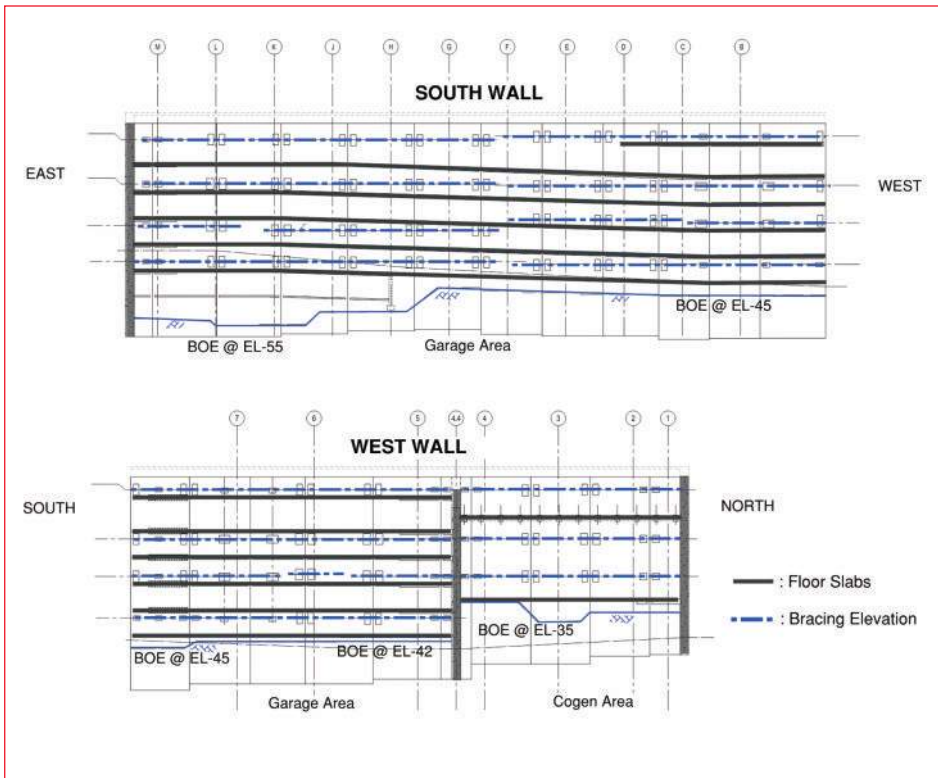 M L K J H G F E D C B
SOUTH WALL
EAST
WEST
BOE @ EL-45
BOE @ EL-55
Garage Area
7 6 5 4.4 4 3 2 1
WEST WALL
SOUTH
NORTH
: Floor Slabs
: Bracing Elevation
BOE @ EL-35
BOE @ EL-45
BOE @ EL-42
Garage Area
Cogen Area